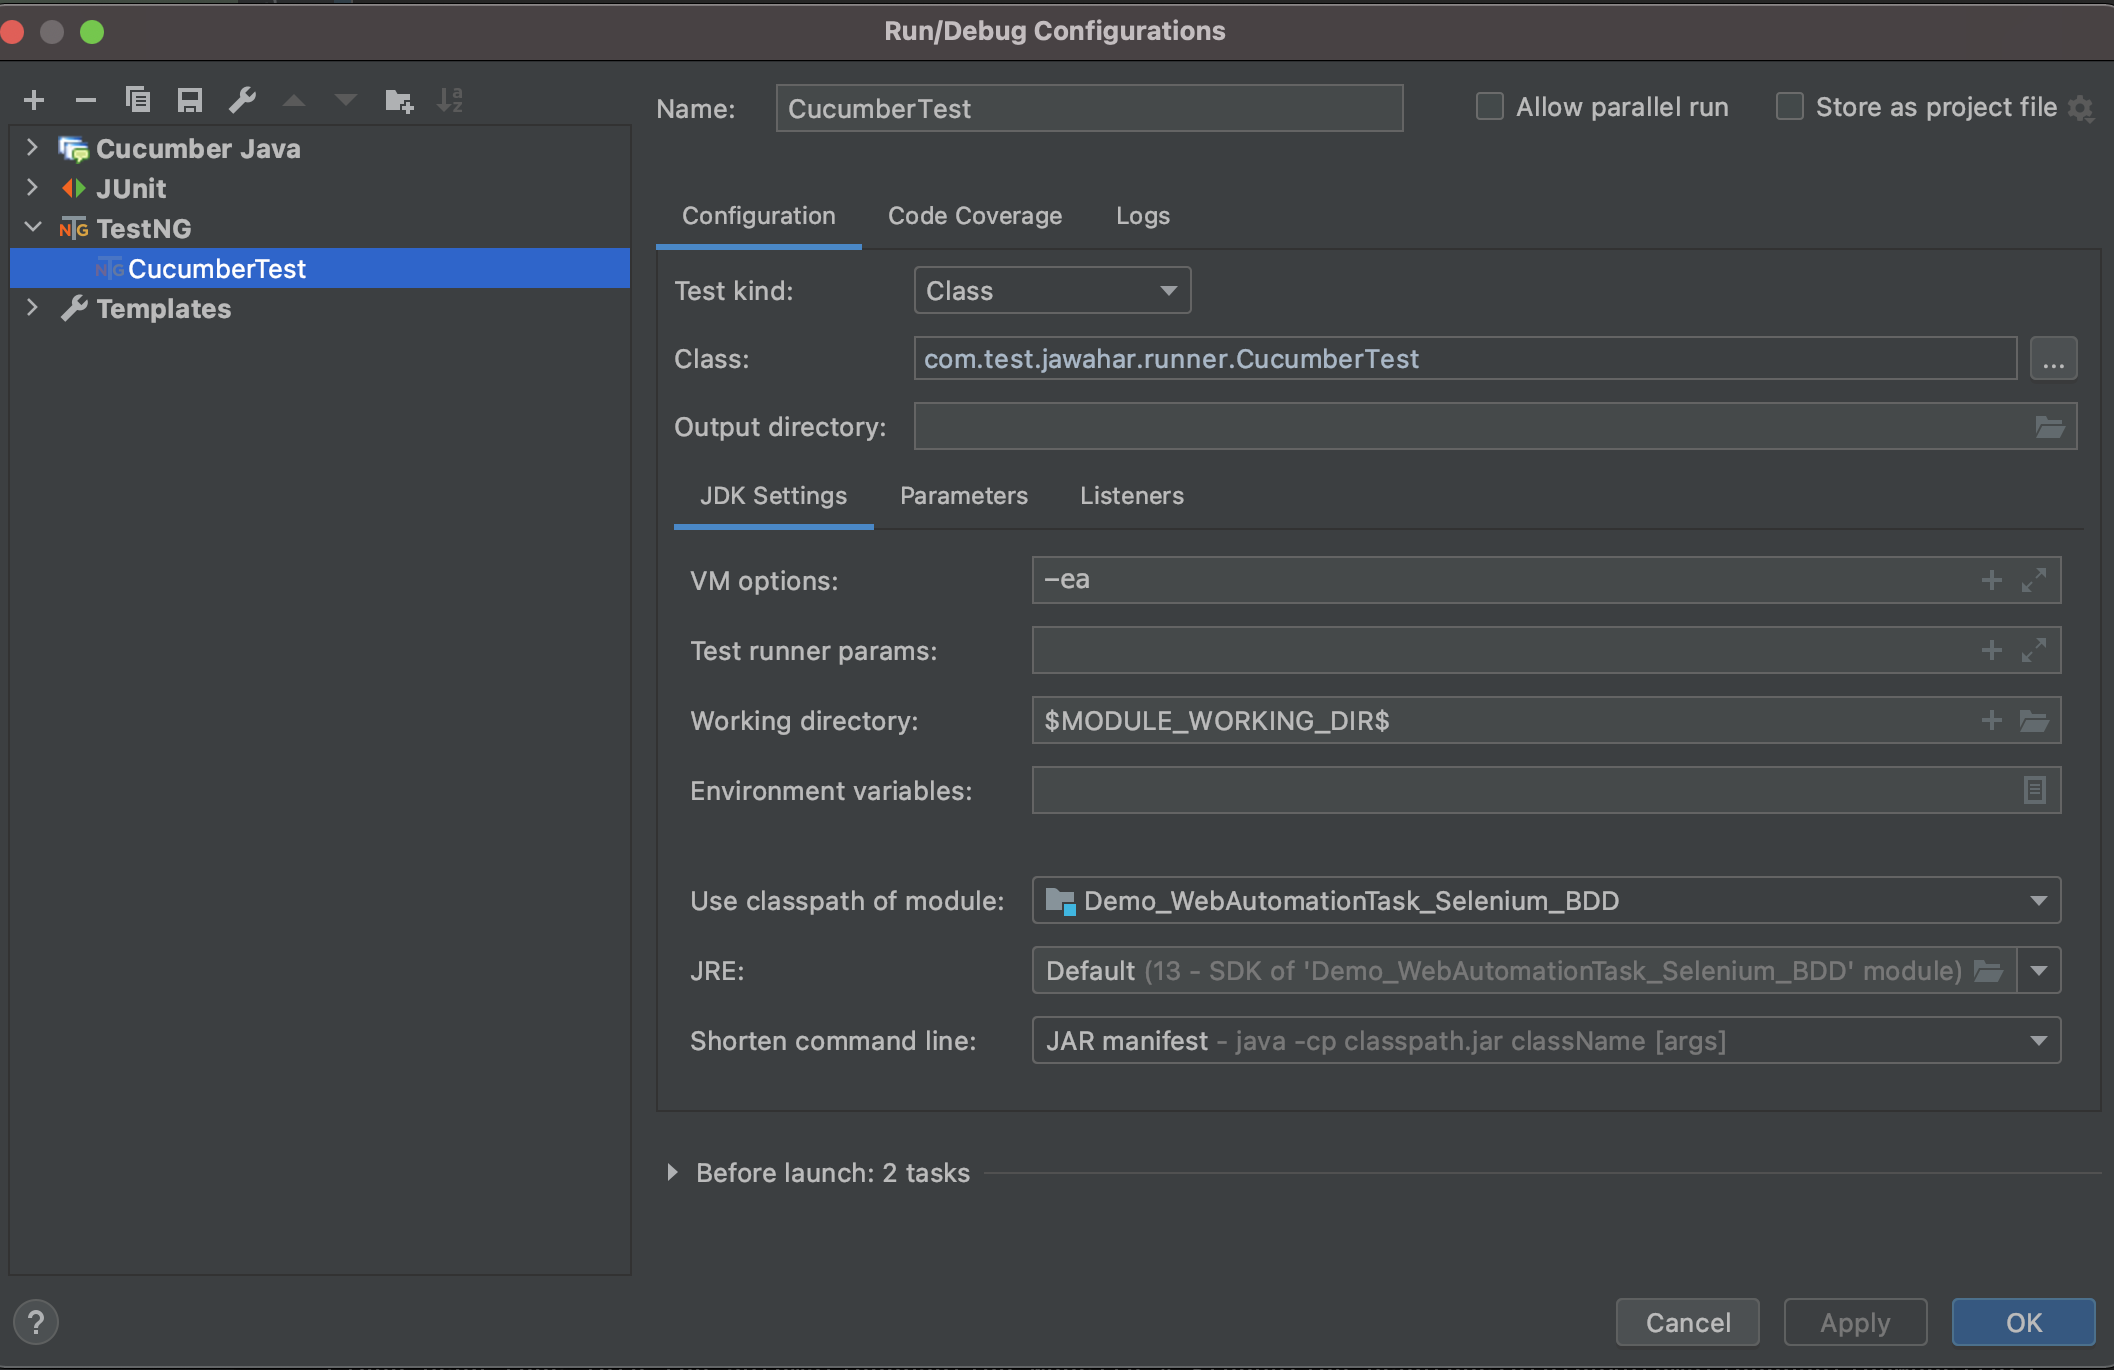 Run/Debug Configurations
Name: CucumberTest Allow parallel run Store as project file
Cucumber Java
JUnit
TestNG
CucumberTest
Templates
Configuration Code Coverage Logs
Test kind: Class
Class: com.test.jawahar.runner.CucumberTest ...
Output directory:
JDK Settings Parameters Listeners
VM options: -ea
Test runner params:
Working directory: $MODULE_WORKING_DIR$
Environment variables:
Use classpath of module: Demo_WebAutomationTask_Selenium_BDD
JRE: Default (13 - SDK of 'Demo_WebAutomationTask_Selenium_BDD' module)
Shorten command line: JAR manifest - java -cp classpath.jar className [args]
Before launch: 2 tasks
? Cancel Apply OK